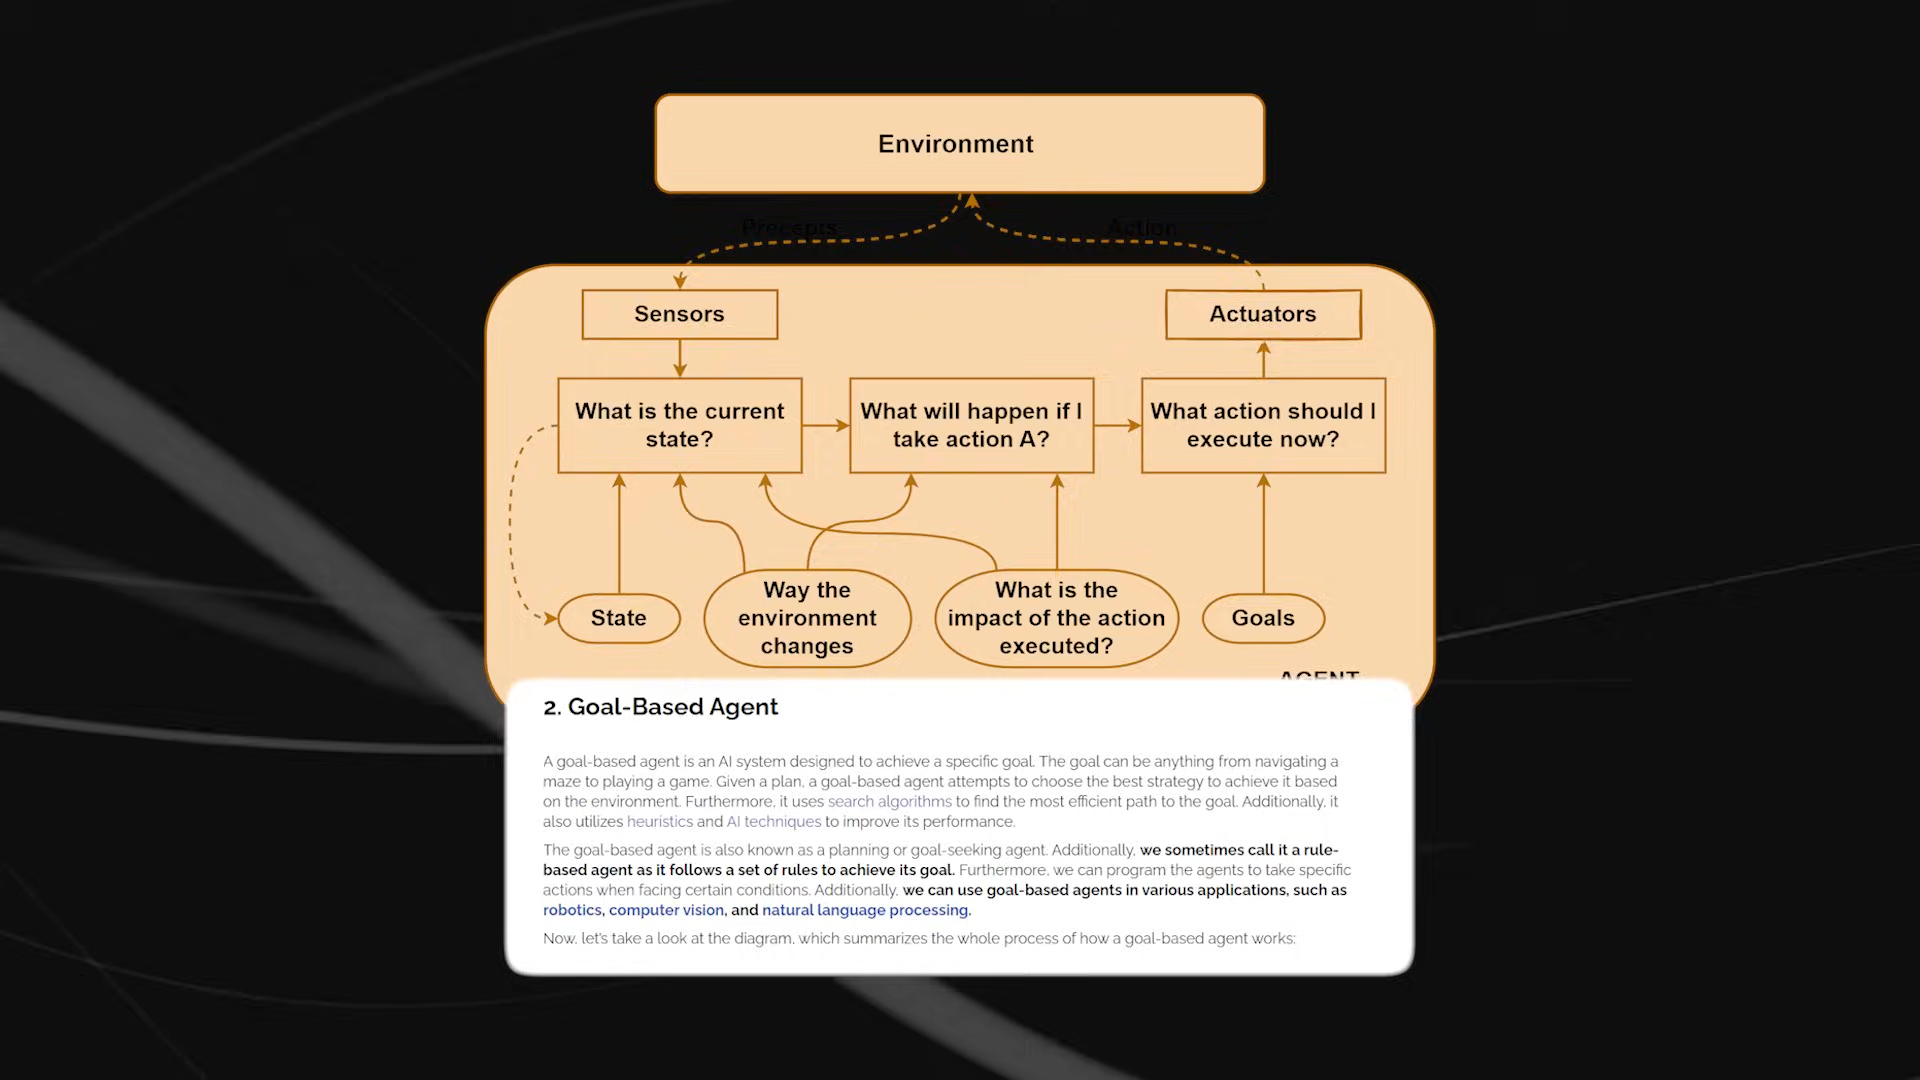 Environment
Precepts
Action
Sensors
Actuators
What is the current
state?
What will happen if I
take action A?
What action should I
execute now?
State
Way the
environment
changes
What is the
impact of the action
executed?
Goals
AGENT
2. Goal-Based Agent
A goal-based agent is an AI system designed to achieve a specific goal. The goal can be anything from navigating a
maze to playing a game. Given a plan, a goal-based agent attempts to choose the best strategy to achieve it based
on the environment. Furthermore, it uses search algorithms to find the most efficient path to the goal. Additionally, it
also utilizes heuristics and AI techniques to improve its performance.
The goal-based agent is also known as a planning or goal-seeking agent. Additionally, we sometimes call it a rule-
based agent as it follows a set of rules to achieve its goal. Furthermore, we can program the agents to take specific
actions when facing certain conditions. Additionally, we can use goal-based agents in various applications, such as
robotics, computer vision, and natural language processing.
Now, let's take a look at the diagram, which summarizes the whole process of how a goal-based agent works: